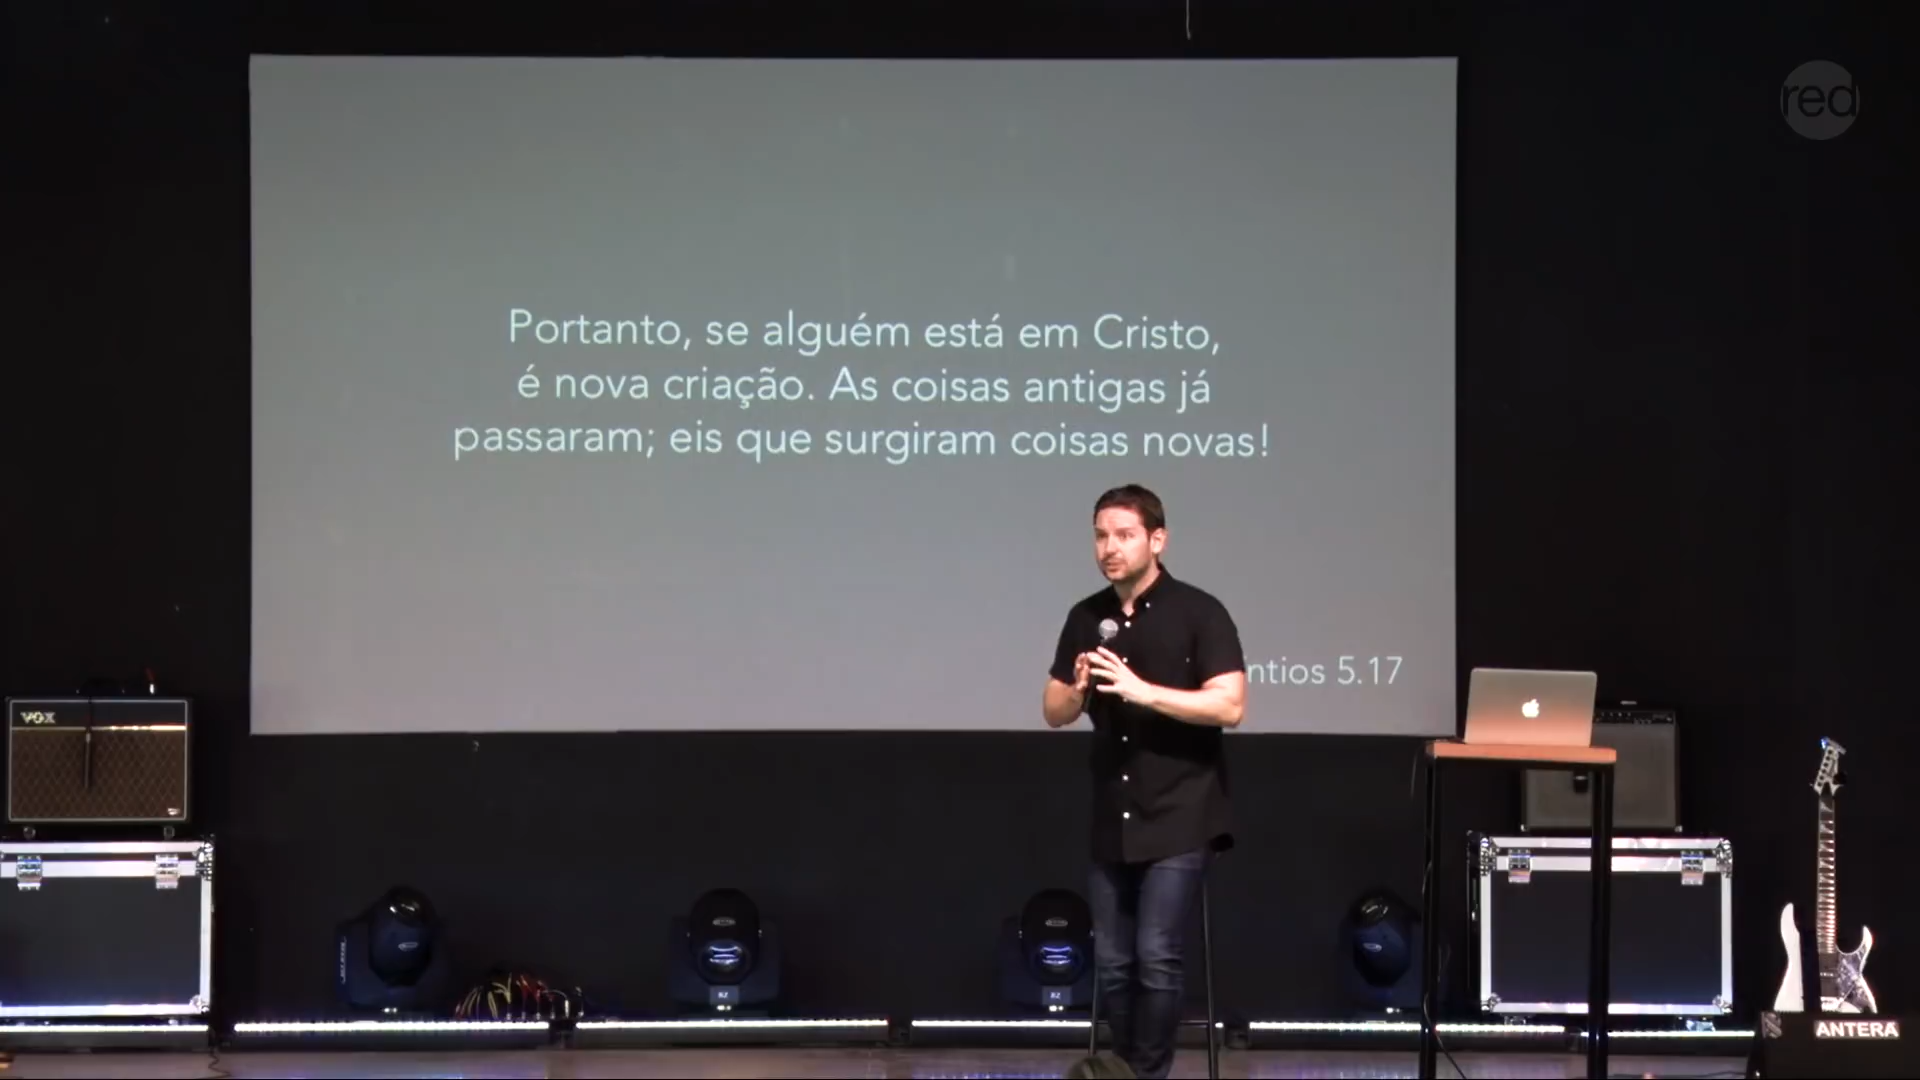 red
Portanto, se alguém está em Cristo,
é nova criação. As coisas antigas já
passaram; eis que surgiram coisas novas!
íntios 5.17
VOX
ANTERA